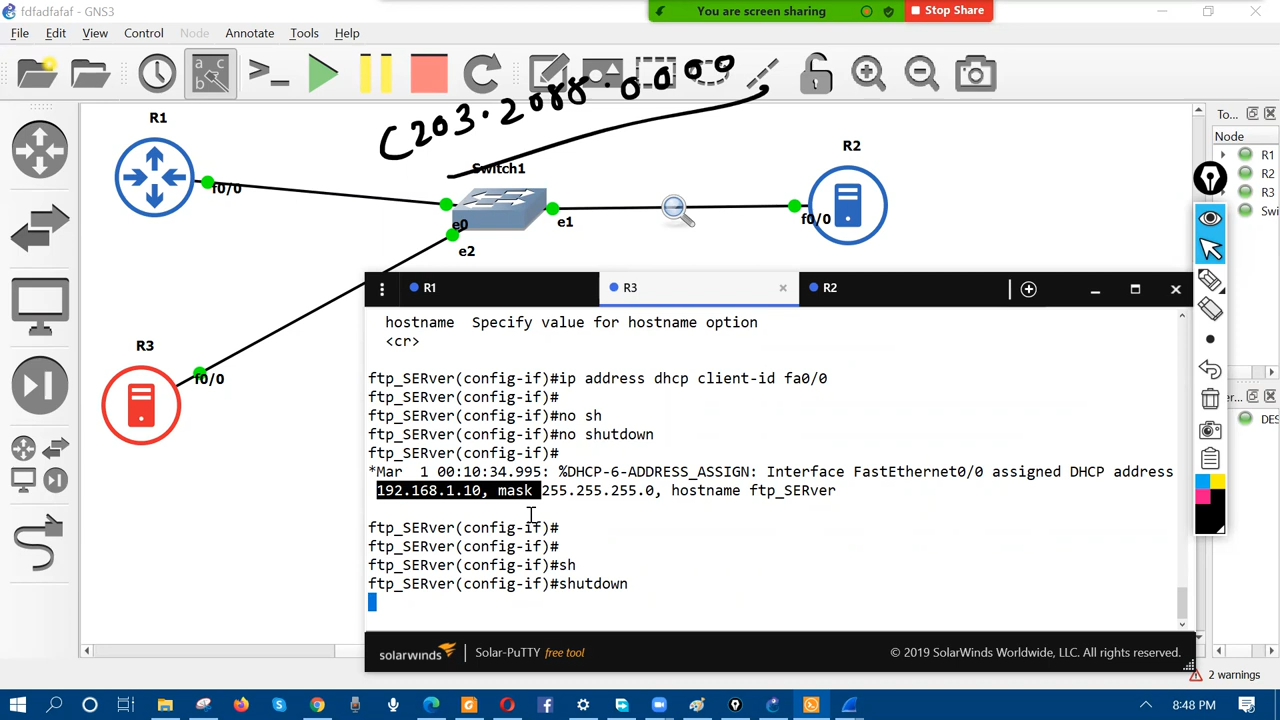 fdfadfafaf - GNS3
You are screen sharing
Stop Share
File Edit View Control Node Annotate Tools Help
C203.2088.0000
R1
Switch1
R2
f0/0
e0
e1
f0/0
e2
R3
f0/0
To...
Node
R1
R2
R3
Swi
er...
DES
R1
R3
R2
hostname Specify value for hostname option
<cr>
ftp_SERver(config-if)#ip address dhcp client-id fa0/0
ftp_SERver(config-if)#
ftp_SERver(config-if)#no sh
ftp_SERver(config-if)#no shutdown
ftp_SERver(config-if)#
*Mar 1 00:10:34.995: %DHCP-6-ADDRESS_ASSIGN: Interface FastEthernet0/0 assigned DHCP address
192.168.1.10, mask 255.255.255.0, hostname ftp_SERver
ftp_SERver(config-if)#
ftp_SERver(config-if)#
ftp_SERver(config-if)#sh
ftp_SERver(config-if)#shutdown
solarwinds Solar-PuTTY free tool
© 2019 SolarWinds Worldwide, LLC. All rights reserved.
2 warnings
8:48 PM